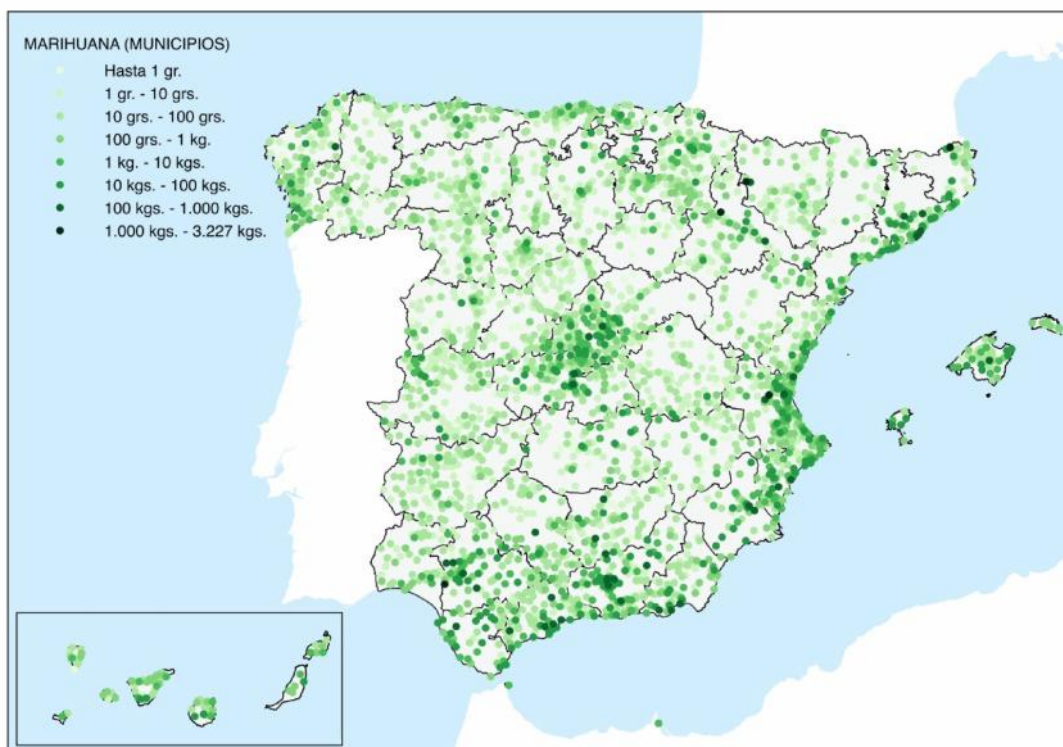 MARIHUANA (MUNICIPIOS)
Hasta 1 gr.
1 gr. - 10 grs.
10 grs. - 100 grs.
100 grs. - 1 kg.
1 kg. - 10 kgs.
10 kgs. - 100 kgs.
100 kgs. - 1.000 kgs.
1.000 kgs. - 3.227 kgs.